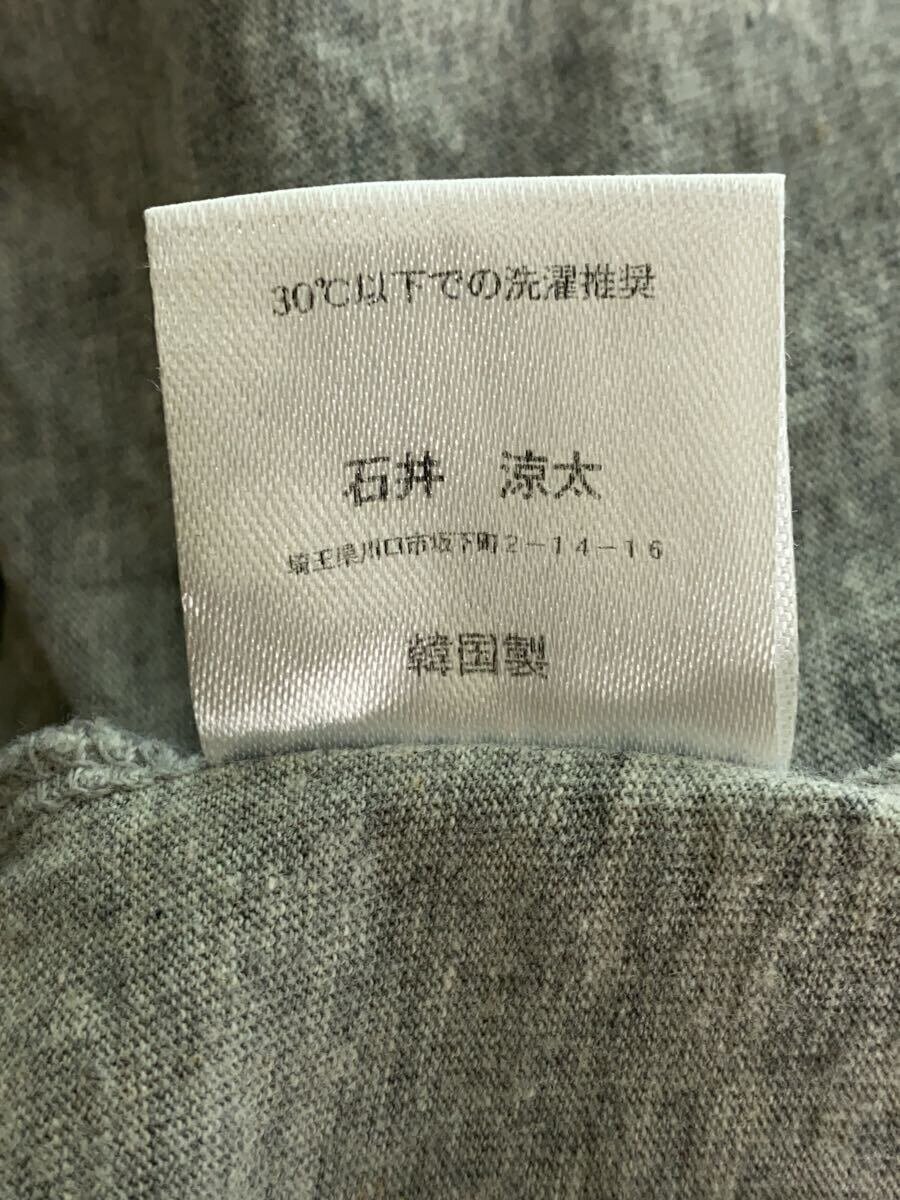 30℃以下での洗濯推奨
石井　涼太
埼玉県川口市坂下町2-14-16
韓国製